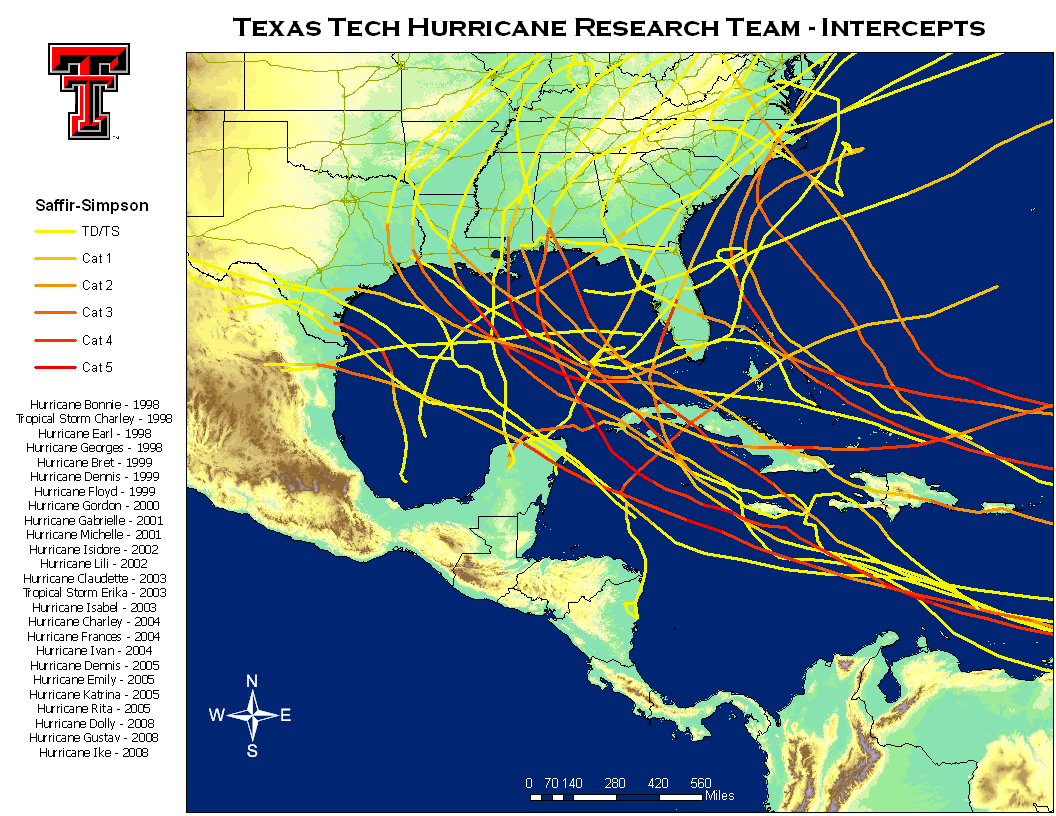 TEXAS TECH HURRICANE RESEARCH TEAM - INTERCEPTS
Saffir-Simpson
TD/TS
Cat 1
Cat 2
Cat 3
Cat 4
Cat 5
Hurricane Bonnie - 1998
Tropical Storm Charley - 1998
Hurricane Earl - 1998
Hurricane Georges - 1998
Hurricane Bret - 1999
Hurricane Dennis - 1999
Hurricane Floyd - 1999
Hurricane Gordon - 2000
Hurricane Gabrielle - 2001
Hurricane Michelle - 2001
Hurricane Isidore - 2002
Hurricane Lili - 2002
Hurricane Claudette - 2003
Tropical Storm Erika - 2003
Hurricane Isabel - 2003
Hurricane Charley - 2004
Hurricane Frances - 2004
Hurricane Ivan - 2004
Hurricane Dennis - 2005
Hurricane Emily - 2005
Hurricane Katrina - 2005
Hurricane Rita - 2005
Hurricane Dolly - 2008
Hurricane Gustav - 2008
Hurricane Ike - 2008
N
W E
S
0 70 140 280 420 560
Miles